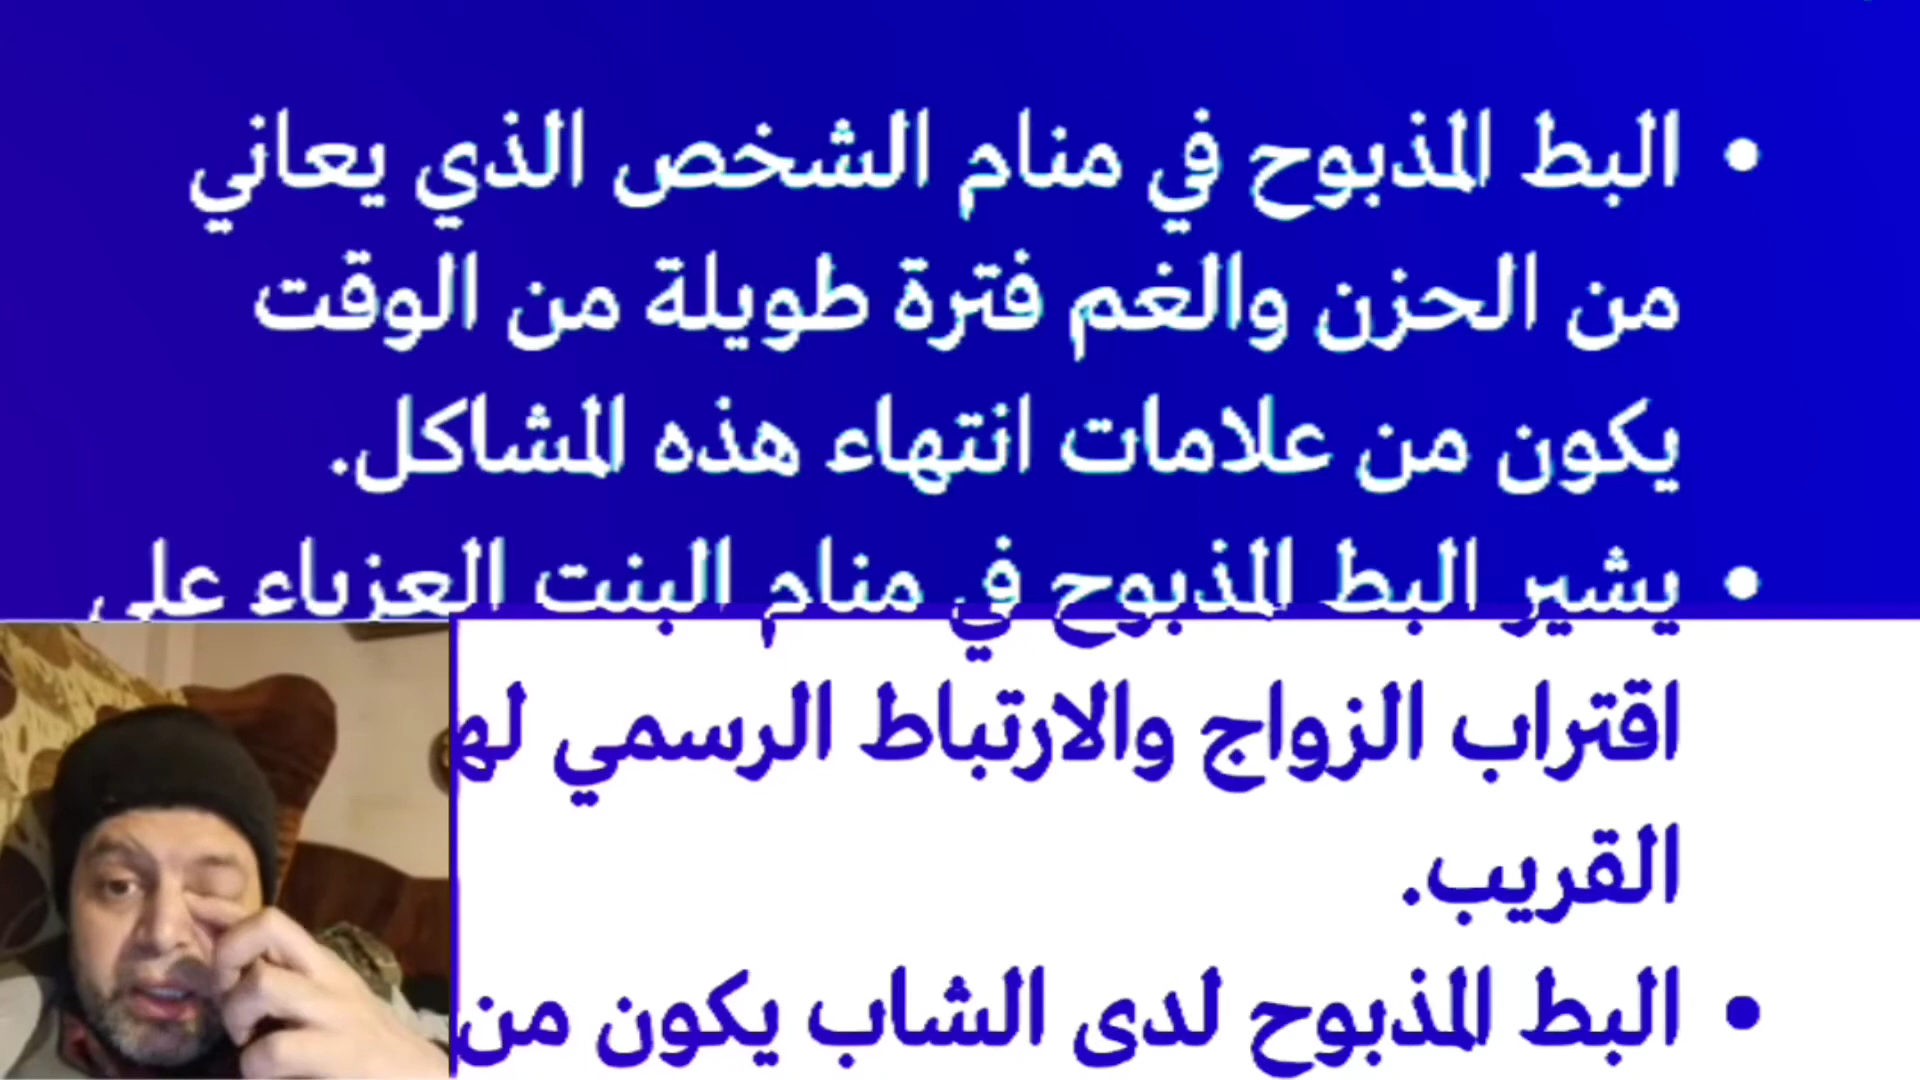 البط المذبوح في منام الشخص الذي يعاني
من الحزن والغم فترة طويلة من الوقت
يكون من علامات انتهاء هذه المشاكل.
يشير البط المذبوح في منام البنت العزباء على
اقتراب الزواج والارتباط الرسمي لها
القريب.
البط المذبوح لدى الشاب يكون من